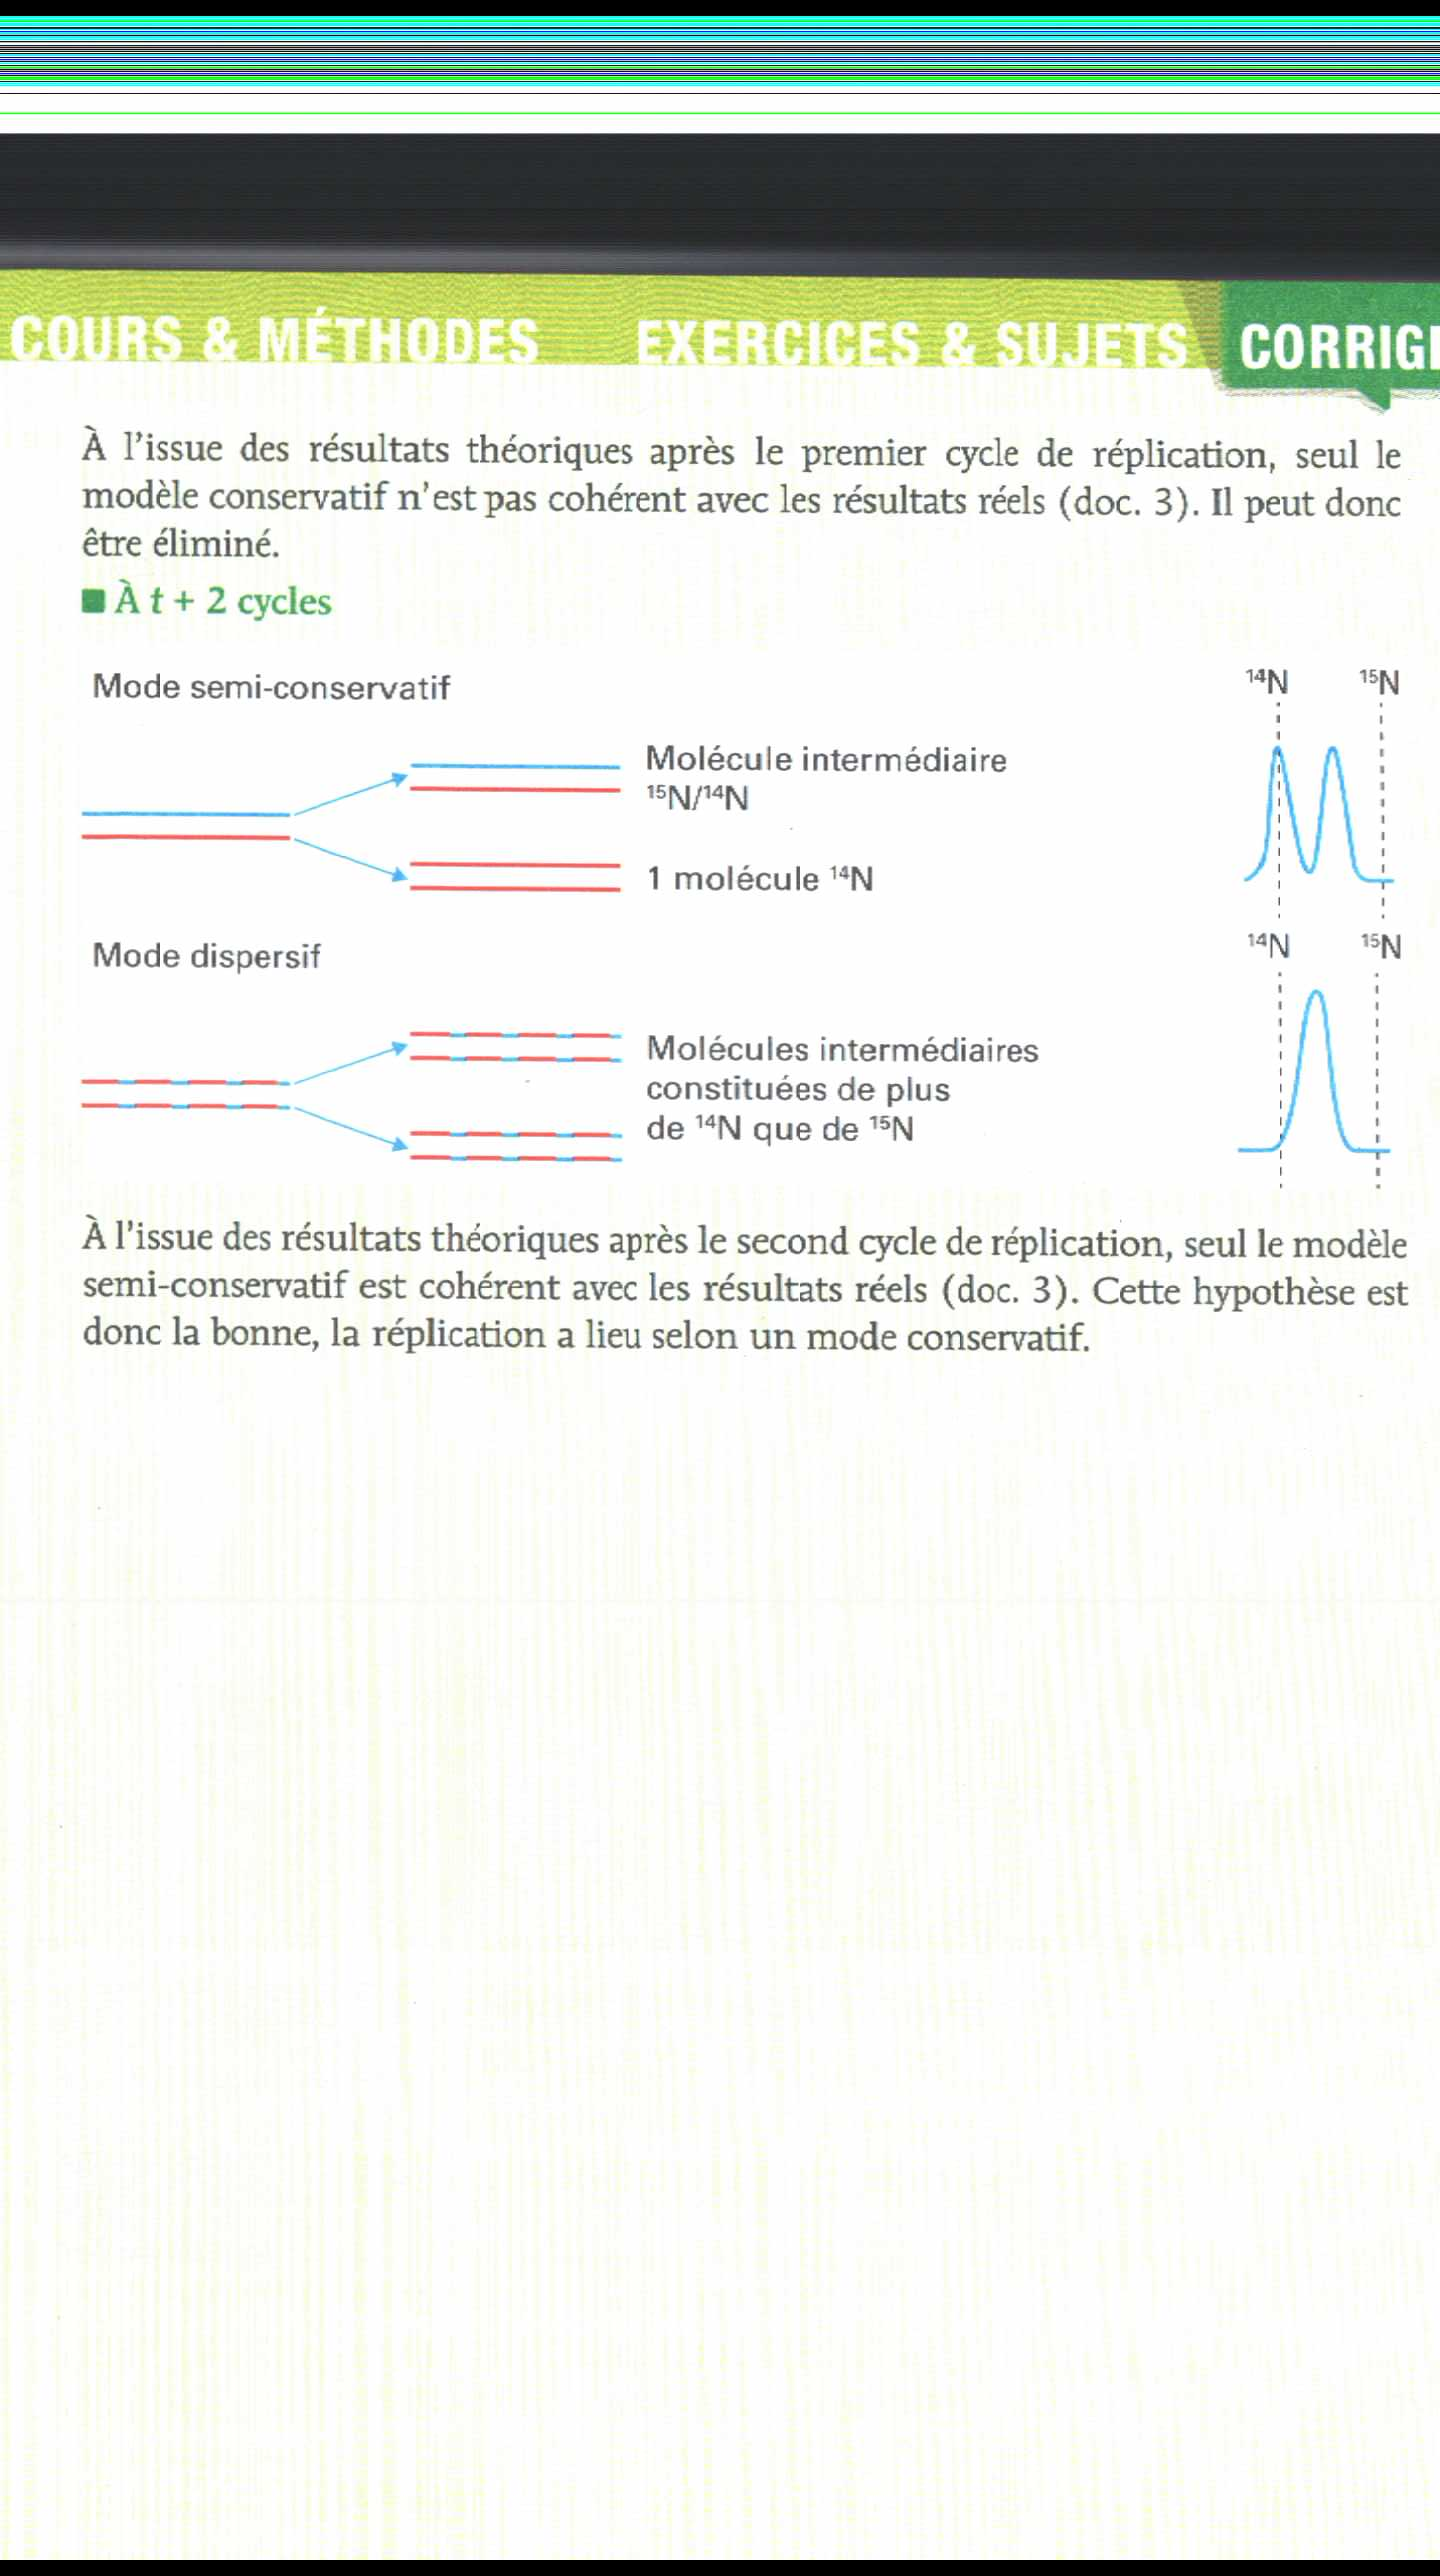 COURS & MÉTHODES EXERCICES & SUJETS CORRIGÉ
À l'issue des résultats théoriques après le premier cycle de réplication, seul le
modèle conservatif n'est pas cohérent avec les résultats réels (doc. 3). Il peut donc
être éliminé.
■ À t + 2 cycles
Mode semi-conservatif
¹⁴N ¹⁵N
Molécule intermédiaire
¹⁵N/¹⁴N
1 molécule ¹⁴N
Mode dispersif
¹⁴N ¹⁵N
Molécules intermédiaires
constituées de plus
de ¹⁴N que de ¹⁵N
À l'issue des résultats théoriques après le second cycle de réplication, seul le modèle
semi-conservatif est cohérent avec les résultats réels (doc. 3). Cette hypothèse est
donc la bonne, la réplication a lieu selon un mode conservatif.